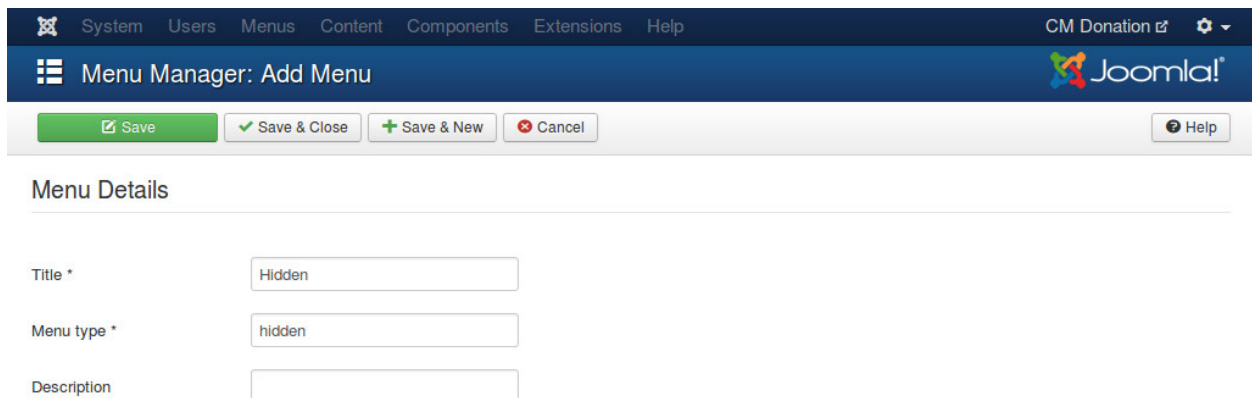 System Users Menus Content Components Extensions Help CM Donation
Menu Manager: Add Menu Joomla!®
Save Save & Close Save & New Cancel Help
Menu Details
Title * Hidden
Menu type * hidden
Description